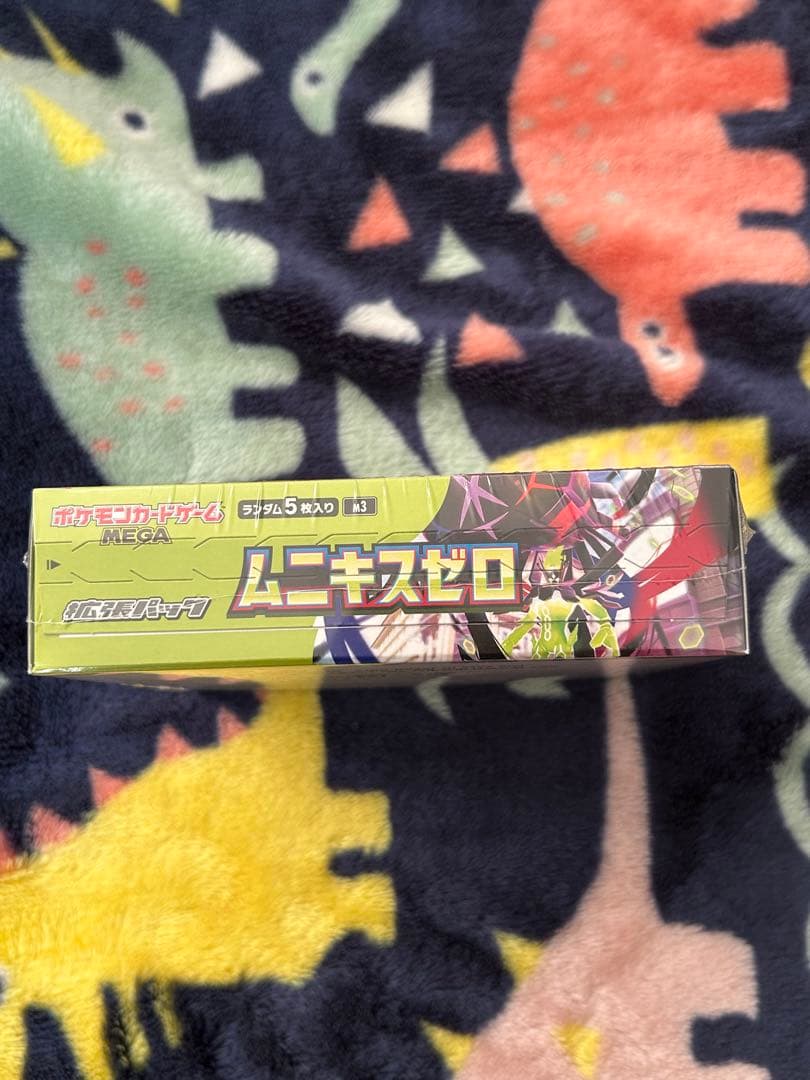 ポケモンカードゲーム
MEGA
ランダム5枚入り M3
ムニキスゼロ
拡張パック